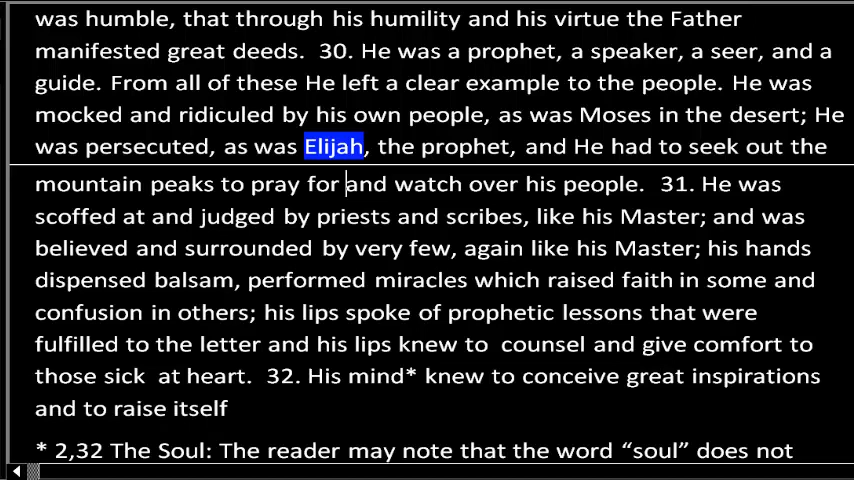 was humble, that through his humility and his virtue the Father
manifested great deeds.  30. He was a prophet, a speaker, a seer, and a
guide. From all of these He left a clear example to the people. He was
mocked and ridiculed by his own people, as was Moses in the desert; He
was persecuted, as was Elijah, the prophet, and He had to seek out the
mountain peaks to pray for and watch over his people.  31. He was
scoffed at and judged by priests and scribes, like his Master; and was
believed and surrounded by very few, again like his Master; his hands
dispensed balsam, performed miracles which raised faith in some and
confusion in others; his lips spoke of prophetic lessons that were
fulfilled to the letter and his lips knew to  counsel and give comfort to
those sick  at heart.  32. His mind* knew to conceive great inspirations
and to raise itself
* 2,32 The Soul: The reader may note that the word “soul” does not